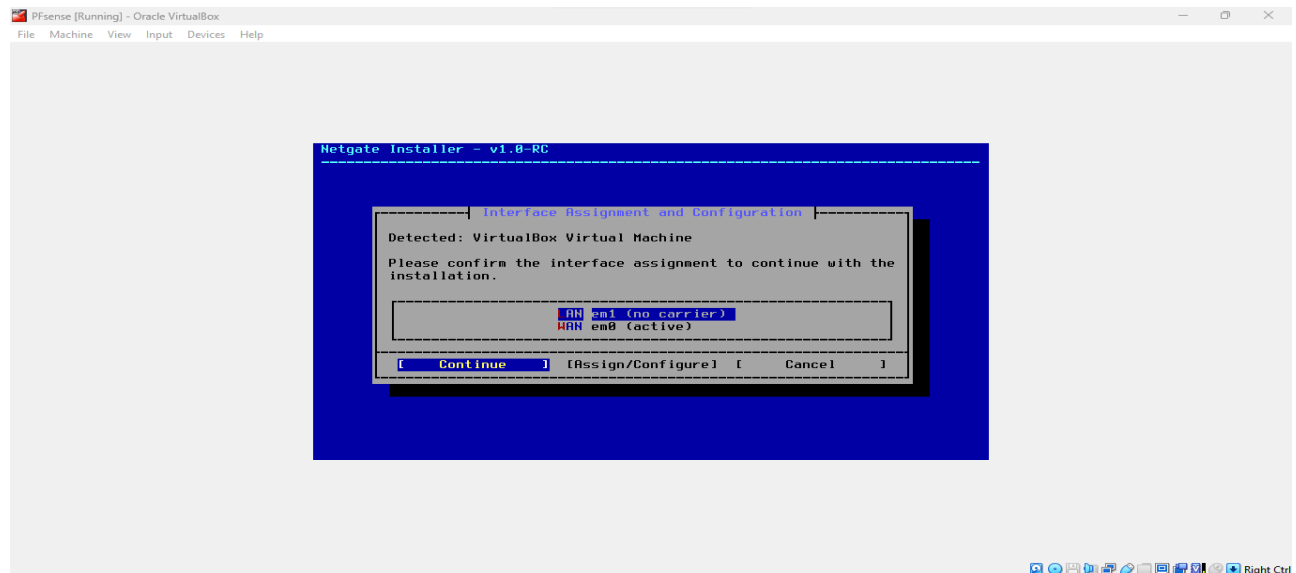 PFsense [Running] - Oracle VirtualBox
File Machine View Input Devices Help
Netgate Installer - v1.0-RC
Interface Assignment and Configuration
Detected: VirtualBox Virtual Machine
Please confirm the interface assignment to continue with the
installation.
LAN em1 (no carrier)
WAN em0 (active)
[ Continue ] [Assign/Configure] [ Cancel ]
Right Ctrl